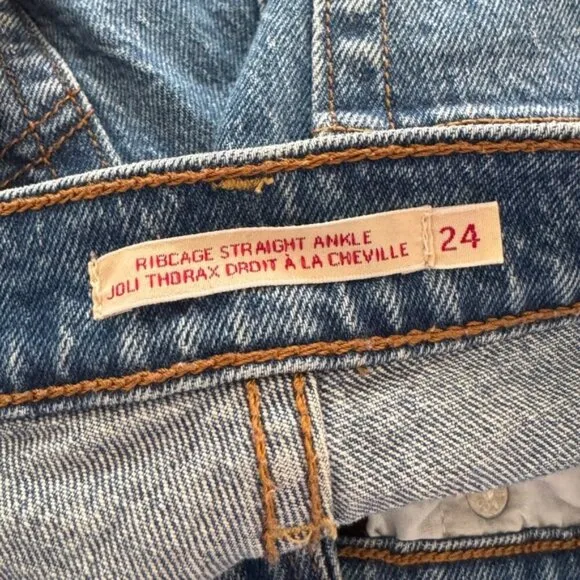 RIBCAGE STRAIGHT ANKLE
JOLI THORAX DROIT À LA CHEVILLE
24